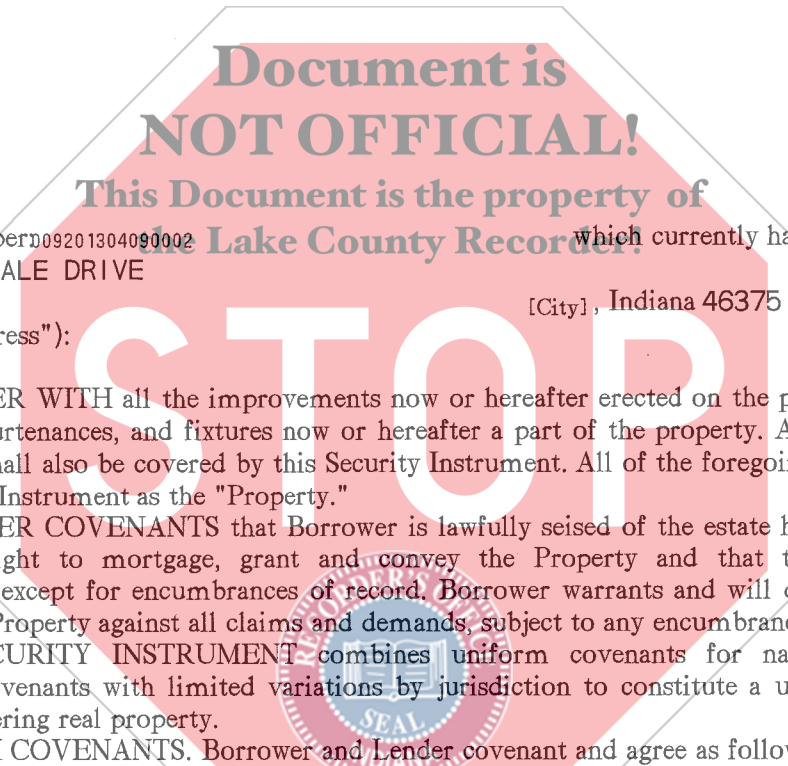 Document is
NOT OFFICIAL!
This Document is the property of
the Lake County Recorder!
009201304090002 which currently ha
ALE DRIVE
[City], Indiana 46375
ress"):
ER WITH all the improvements now or hereafter erected on the p
urtenances, and fixtures now or hereafter a part of the property. A
hall also be covered by this Security Instrument. All of the foregoi
Instrument as the "Property."
ER COVENANTS that Borrower is lawfully seised of the estate h
ght to mortgage, grant and convey the Property and that t
except for encumbrances of record. Borrower warrants and will d
Property against all claims and demands, subject to any encumbranc
CURITY INSTRUMENT combines uniform covenants for na
venants with limited variations by jurisdiction to constitute a u
ering real property.
COVENANTS. Borrower and Lender covenant and agree as follow
STOP
RECORDER'S OFFICE
SEAL